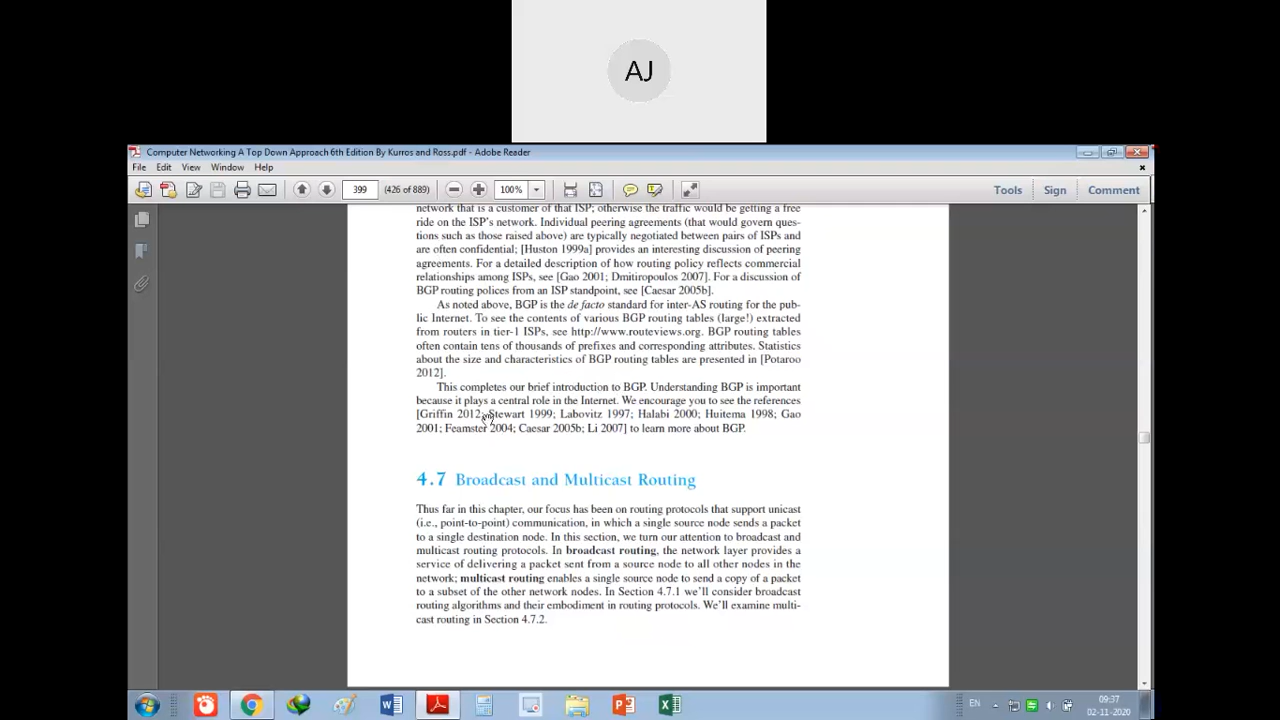 AJ
Computer Networking A Top Down Approach 6th Edition By Kurros and Ross.pdf - Adobe Reader
File Edit View Window Help
399 (426 of 889) 100% Tools Sign Comment
network that is a customer of that ISP; otherwise the traffic would be getting a free
ride on the ISP's network. Individual peering agreements (that would govern ques-
tions such as those raised above) are typically negotiated between pairs of ISPs and
are often confidential; [Huston 1999a] provides an interesting discussion of peering
agreements. For a detailed description of how routing policy reflects commercial
relationships among ISPs, see [Gao 2001; Dmitiropoulos 2007]. For a discussion of
BGP routing polices from an ISP standpoint, see [Caesar 2005b].
As noted above, BGP is the de facto standard for inter-AS routing for the pub-
lic Internet. To see the contents of various BGP routing tables (large!) extracted
from routers in tier-1 ISPs, see http://www.routeviews.org. BGP routing tables
often contain tens of thousands of prefixes and corresponding attributes. Statistics
about the size and characteristics of BGP routing tables are presented in [Potaroo
2012].
This completes our brief introduction to BGP. Understanding BGP is important
because it plays a central role in the Internet. We encourage you to see the references
[Griffin 2012; Stewart 1999; Labovitz 1997; Halabi 2000; Huitema 1998; Gao
2001; Feamster 2004; Caesar 2005b; Li 2007] to learn more about BGP.
4.7 Broadcast and Multicast Routing
Thus far in this chapter, our focus has been on routing protocols that support unicast
(i.e., point-to-point) communication, in which a single source node sends a packet
to a single destination node. In this section, we turn our attention to broadcast and
multicast routing protocols. In broadcast routing, the network layer provides a
service of delivering a packet sent from a source node to all other nodes in the
network; multicast routing enables a single source node to send a copy of a packet
to a subset of the other network nodes. In Section 4.7.1 we'll consider broadcast
routing algorithms and their embodiment in routing protocols. We'll examine multi-
cast routing in Section 4.7.2.
EN
09:37
02-11-2020